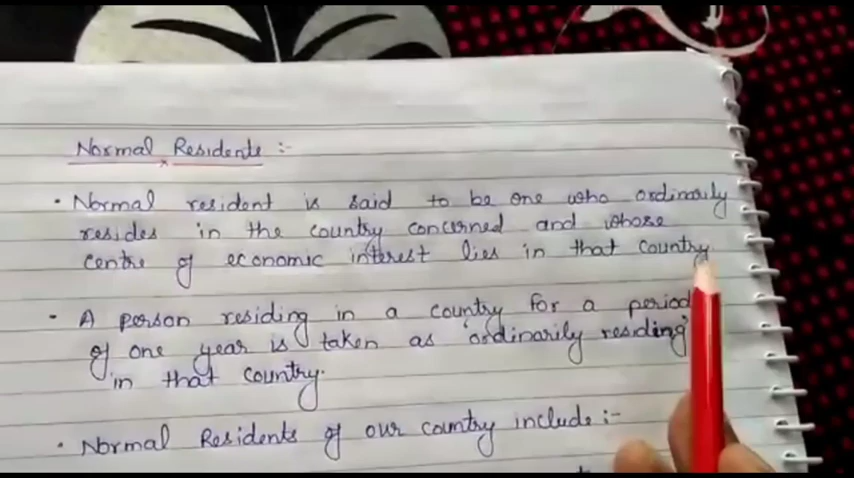 Normal Residents :-
• Normal resident is said to be one who ordinarily
resides in the country concerned and whose
centre of economic interest lies in that country
• A person residing in a country for a period
of one year is taken as 'ordinarily residing'
in that country.
• Normal Residents of our country include :-